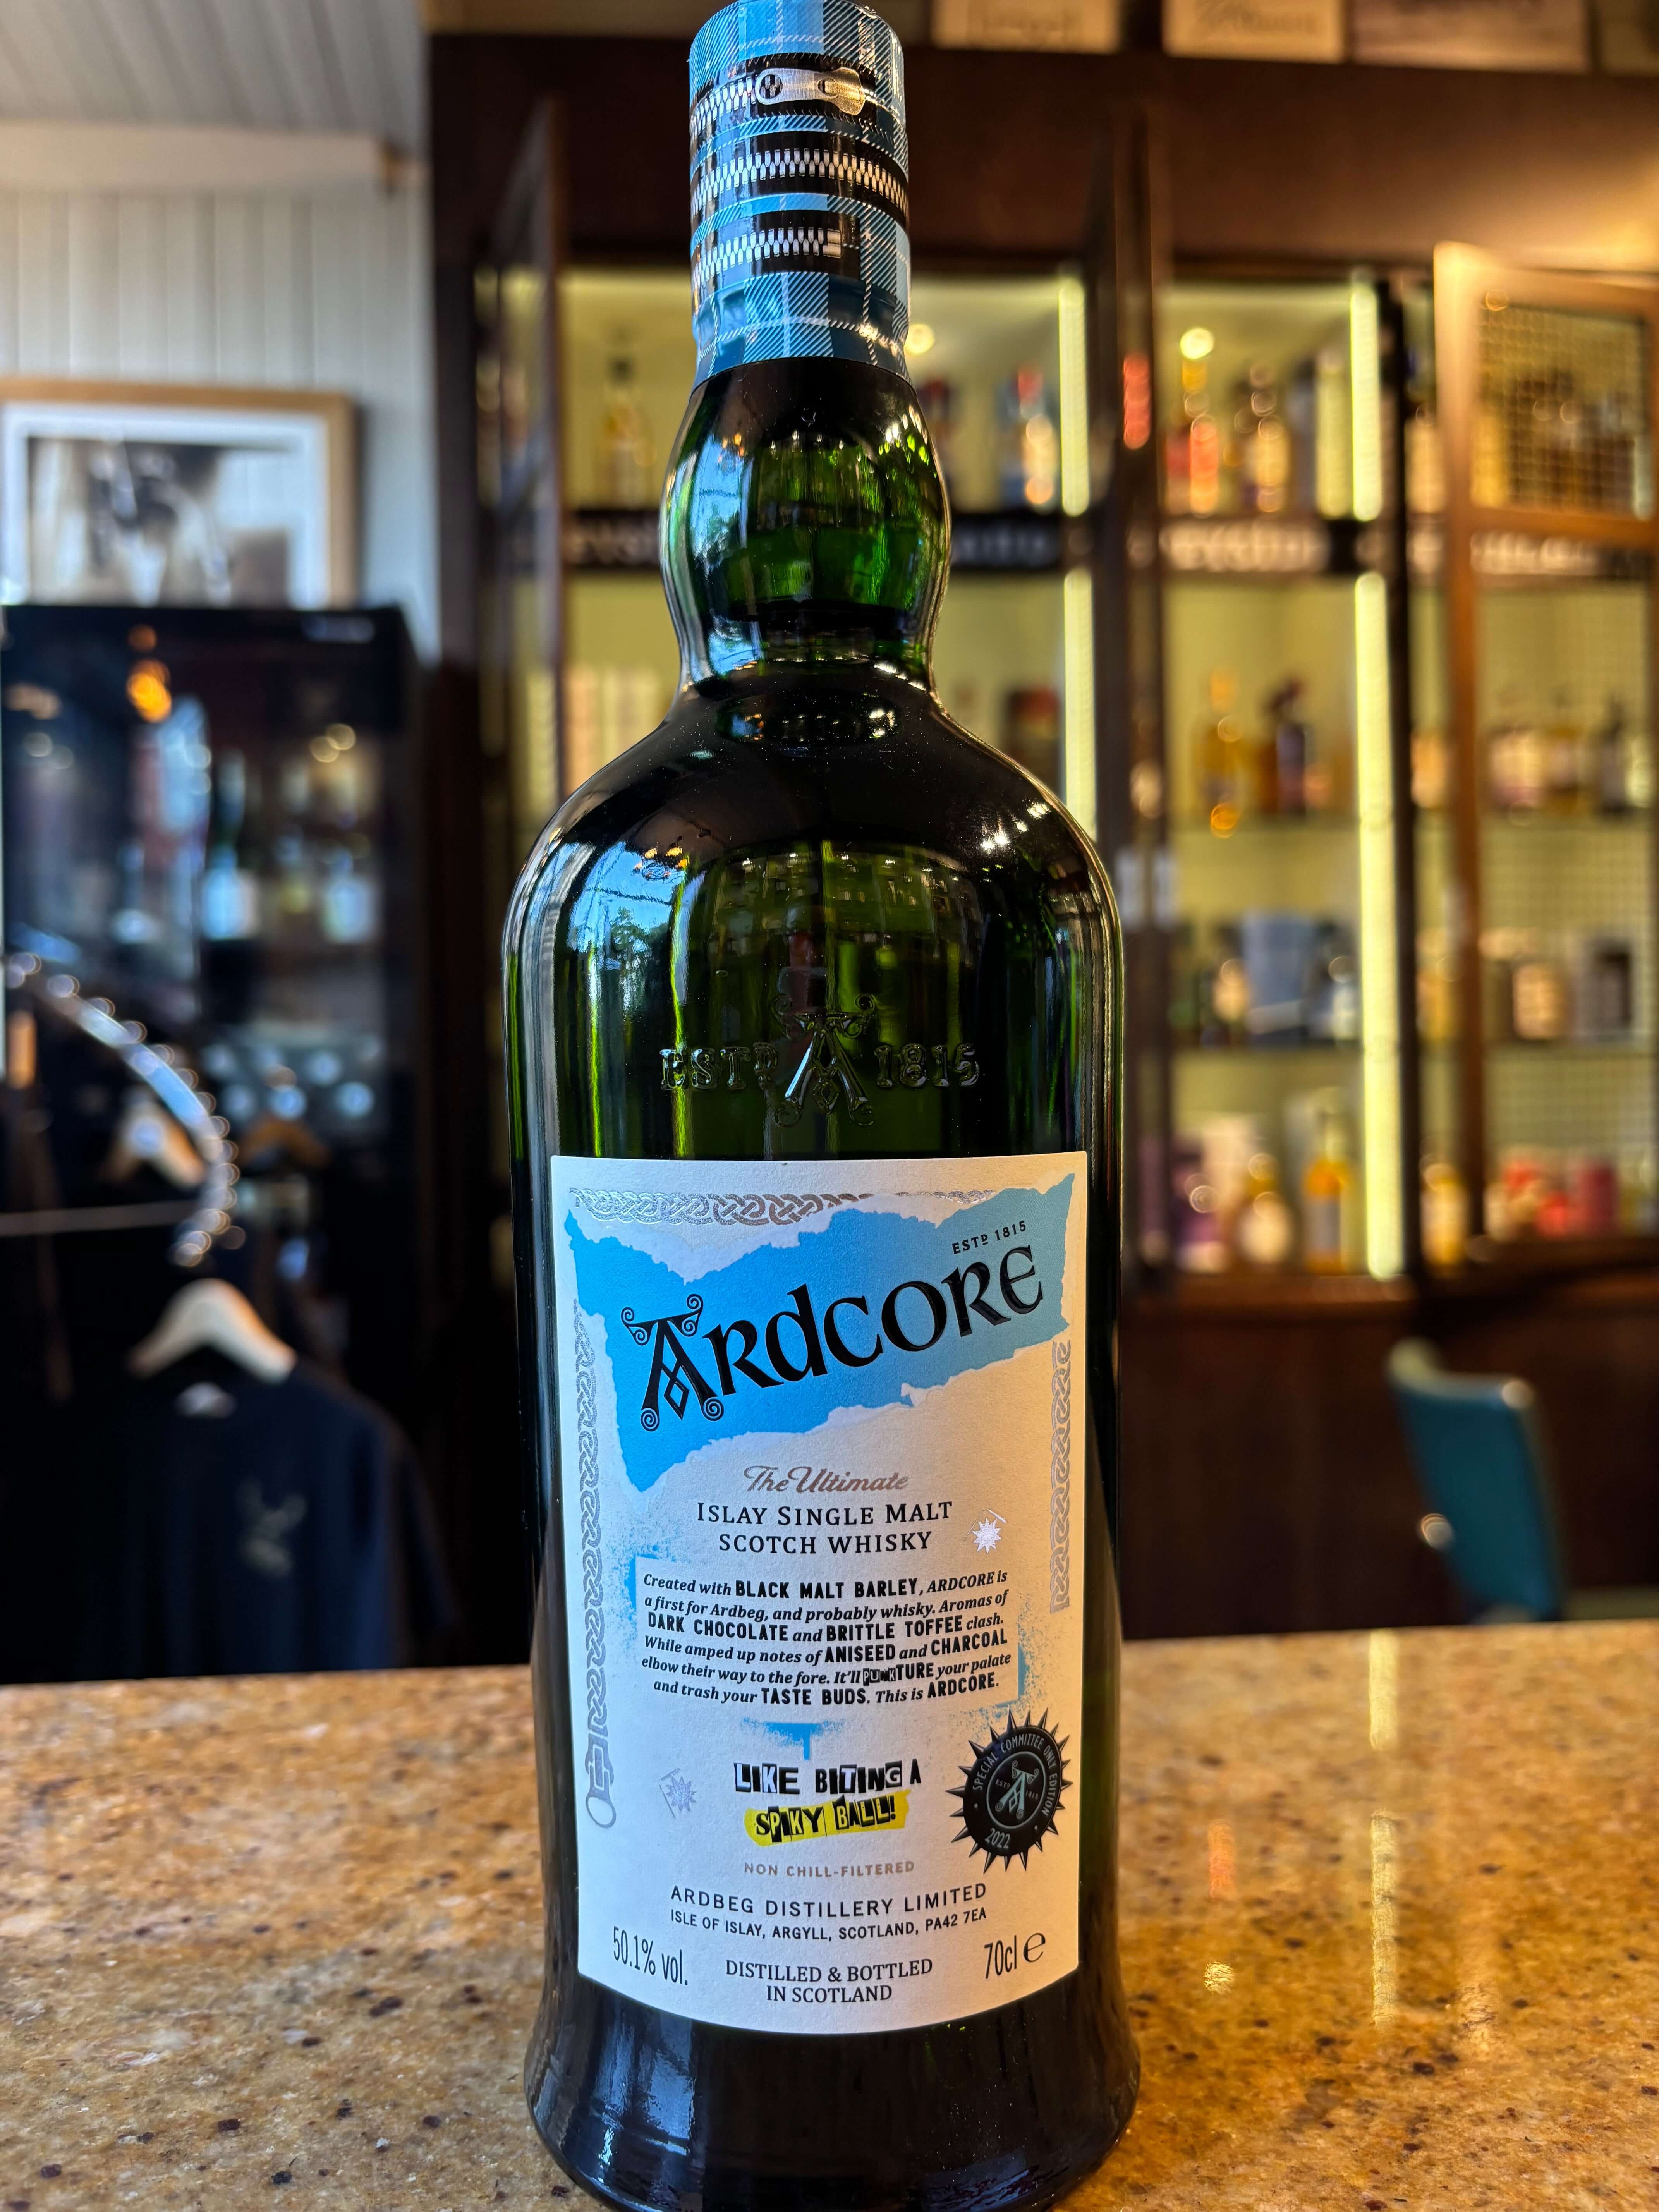 ESTD A 1815
ESTD 1815
ARDCORE
The Ultimate
ISLAY SINGLE MALT
SCOTCH WHISKY
Created with BLACK MALT BARLEY, ARDCORE is
a first for Ardbeg, and probably whisky. Aromas of
DARK CHOCOLATE and BRITTLE TOFFEE clash.
While amped up notes of ANISEED and CHARCOAL
elbow their way to the fore. It'll PUNKTURE your palate
and trash your TASTE BUDS. This is ARDCORE.
LIKE BITING A
SPIKY BALL!
SPECIAL COMMITTEE ONLY EDITION
ESTD A 1815
2022
NON CHILL-FILTERED
ARDBEG DISTILLERY LIMITED
ISLE OF ISLAY, ARGYLL, SCOTLAND, PA42 7EA
50.1% vol.
DISTILLED & BOTTLED
IN SCOTLAND
70cl e